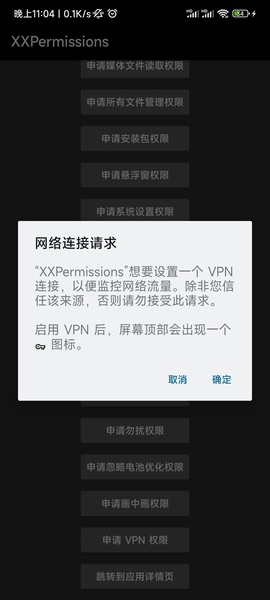 晚上11:04 | 0.1K/s
XXPermissions
申请媒体文件读取权限
申请所有文件管理权限
申请安装包权限
申请悬浮窗权限
申请系统设置权限
网络连接请求
“XXPermissions”想要设置一个 VPN
连接，以便监控网络流量。除非您信
任该来源，否则请勿接受此请求。
启用 VPN 后，屏幕顶部会出现一个
图标。
取消 确定
申请勿扰权限
申请忽略电池优化权限
申请画中画权限
申请 VPN 权限
跳转到应用详情页